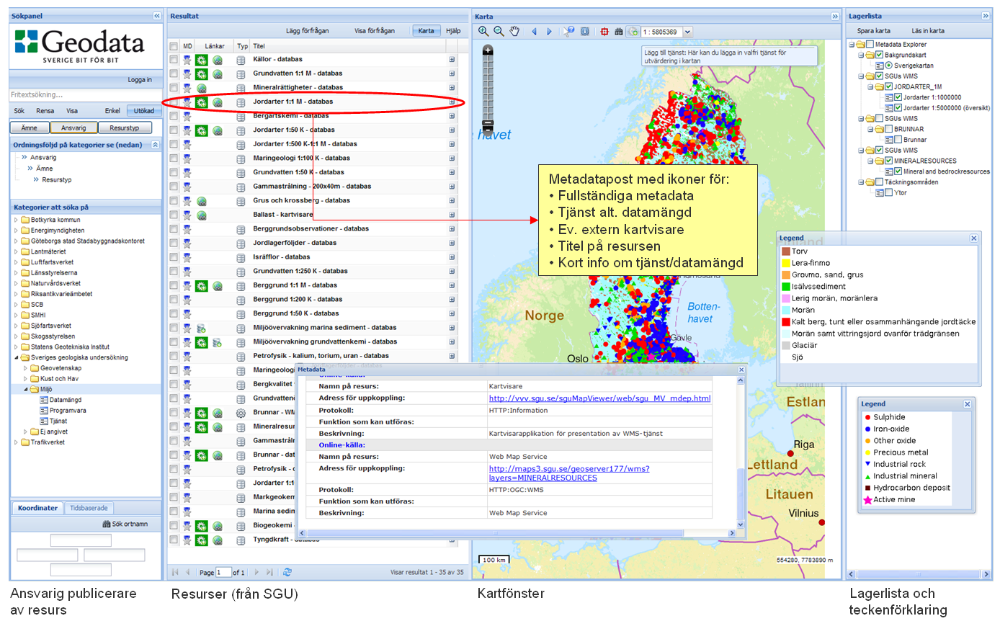 Sökpanel
Geodata
SVERIGE BIT FÖR BIT
Logga in
Fritextsökning...
Sök Rensa Visa Enkel Utökad
Ämne Ansvarig Resurstyp
Ordningsföljd på kategorier se (nedan)
Ansvarig
Ämne
Resurstyp
Kategorier att söka på
Botkyrka kommun
Energimyndigheten
Göteborgs stad Stadsbyggnadskontoret
Lantmäteriet
Luftfartsverket
Länsstyrelserna
Naturvårdsverket
Riksantikvarieämbetet
SCB
SMHI
Sjöfartsverket
Skogsstyrelsen
Statens Geotekniska Institut
Sveriges geologiska undersökning
Geovetenskap
Kust och Hav
Miljö
Datamängd
Programvara
Tjänst
Ej angivet
Trafikverket
Koordinater Tidsbaserade
Sök ortnamn
Resultat
Lägg förfrågan Visa förfrågan Karta Hjälp
MD Länkar Typ Titel
Källor - databas
Grundvatten 1:1 M - databas
Mineralrättigheter - databas
Jordarter 1:1 M - databas
Bergartskemi - databas
Jordarter 1:50 K - databas
Jordarter 1:500 K-1:1 M - databas
Maringeologi 1:100 K - databas
Grundvatten 1:50 K - databas
Gammastrålning - 200x40m - databas
Grus och krossberg - databas
Ballast - kartvisare
Berggrundsobservationer - databas
Jordlagerföljder - databas
Isräfflor - databas
Grundvatten 1:250 K - databas
Berggrund 1:1 M - databas
Berggrund 1:200 K - databas
Berggrund 1:50 K - databas
Miljöövervakning marina sediment - databas
Miljöövervakning grundvattenkemi - databas
Petrofysik - kalium, torium, uran - databas
Maringeologi
Bergkvalitet
Grundvatten
Brunnar - WM
Mineralresur
Gammastråln
Brunnar - dat
Petrofysik - d
Jordarter 1:1
Markgeokem
Marina sedim
Biogeokemi -
Tyngdkraft - databas
Page 1 of 1 Visar resultat 1 - 35 av 35
Karta
1 : 5805369
Lägg till tjänst: Här kan du lägga in valfri tjänst för
utvärdering i kartan
havet
Metadatapost med ikoner för:
• Fullständiga metadata
• Tjänst alt. datamängd
• Ev. extern kartvisare
• Titel på resursen
• Kort info om tjänst/datamängd
Norge
Botten-
havet
Gävle
Oslo
Estlan
Riga
Lettland
Litauen
Vilnius
100 km
554280, 7783890 m
Metadata
Online-källa:
Namn på resurs: Kartvisare
Adress för uppkoppling: http://vvv.sgu.se/sguMapViewer/web/sgu_MV_mdep.html
Protokoll: HTTP:Information
Funktion som kan utföras:
Beskrivning: Kartvisarapplikation för presentation av WMS-tjänst
Online-källa:
Namn på resurs: Web Map Service
Adress för uppkoppling: http://maps3.sgu.se/geoserver177/wms?
layers=MINERALRESOURCES
Protokoll: HTTP:OGC:WMS
Funktion som kan utföras:
Beskrivning: Web Map Service
Lagerlista
Spara karta Läs in karta
Metadata Explorer
Bakgrundskart
Sverigekartan
SGUs WMS
JORDARTER_1M
Jordarter 1:1000000
Jordarter 1:5000000 (översikt)
SGUs WMS
BRUNNAR
Brunnar
SGUs WMS
MINERALRESOURCES
Mineral and bedrockresources
Täckningsområden
Ytor
Legend
Torv
Lera-finmo
Grovmo, sand, grus
Isälvssediment
Lerig morän, moränlera
Morän
Kalt berg, tunt eller osammanhängande jordtäcke
Morän samt vittringsjord ovanför trädgränsen
Glaciär
Sjö
Legend
Sulphide
Iron-oxide
Other oxide
Precious metal
Industrial rock
Industrial mineral
Hydrocarbon deposit
Active mine
Ansvarig publicerare
av resurs
Resurser (från SGU)
Kartfönster
Lagerlista och
teckenförklaring